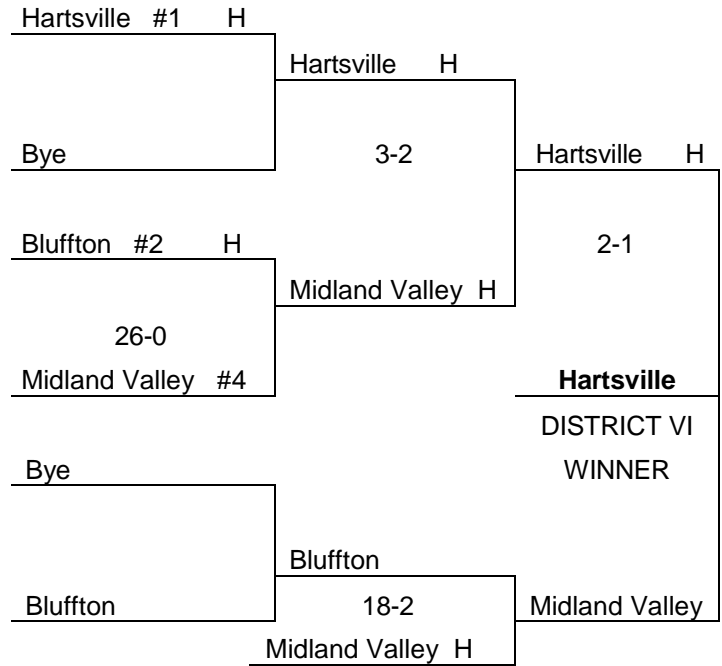 Hartsville #1 H
Hartsville H
Bye
3-2
Hartsville H
Bluffton #2 H
2-1
Midland Valley H
26-0
Midland Valley #4
Hartsville
DISTRICT VI
Bye
WINNER
Bluffton
Bluffton
18-2
Midland Valley
Midland Valley H